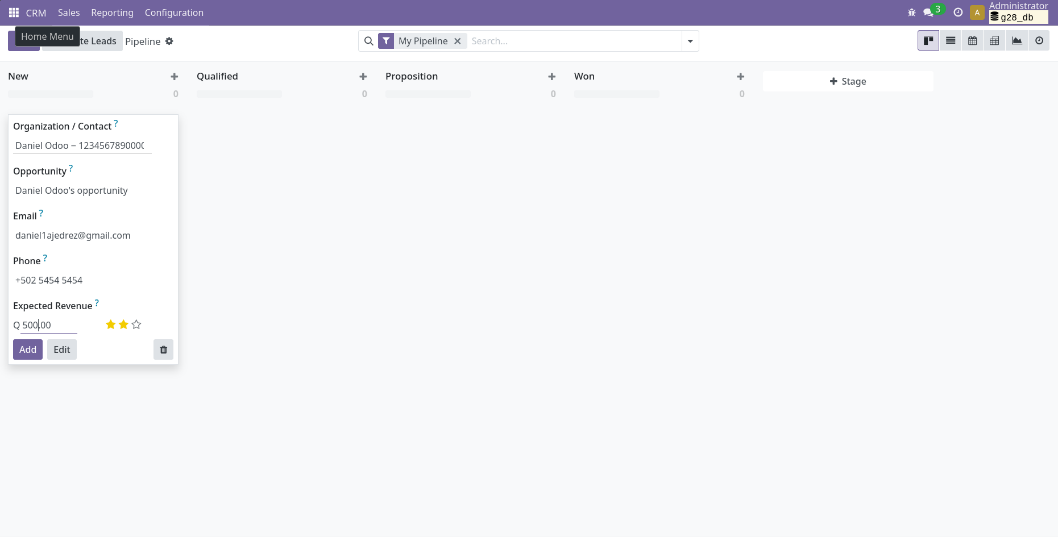 CRM Sales Reporting Configuration
3
A
Administrator
g28_db
Home Menu
te Leads
Pipeline
My Pipeline
Search...
New
0
Qualified
0
Proposition
0
Won
0
Stage
Organization / Contact ?
Daniel Odoo – 123456789000
Opportunity ?
Daniel Odoo's opportunity
Email ?
daniel1ajedrez@gmail.com
Phone ?
+502 5454 5454
Expected Revenue ?
Q 500.00
Add Edit